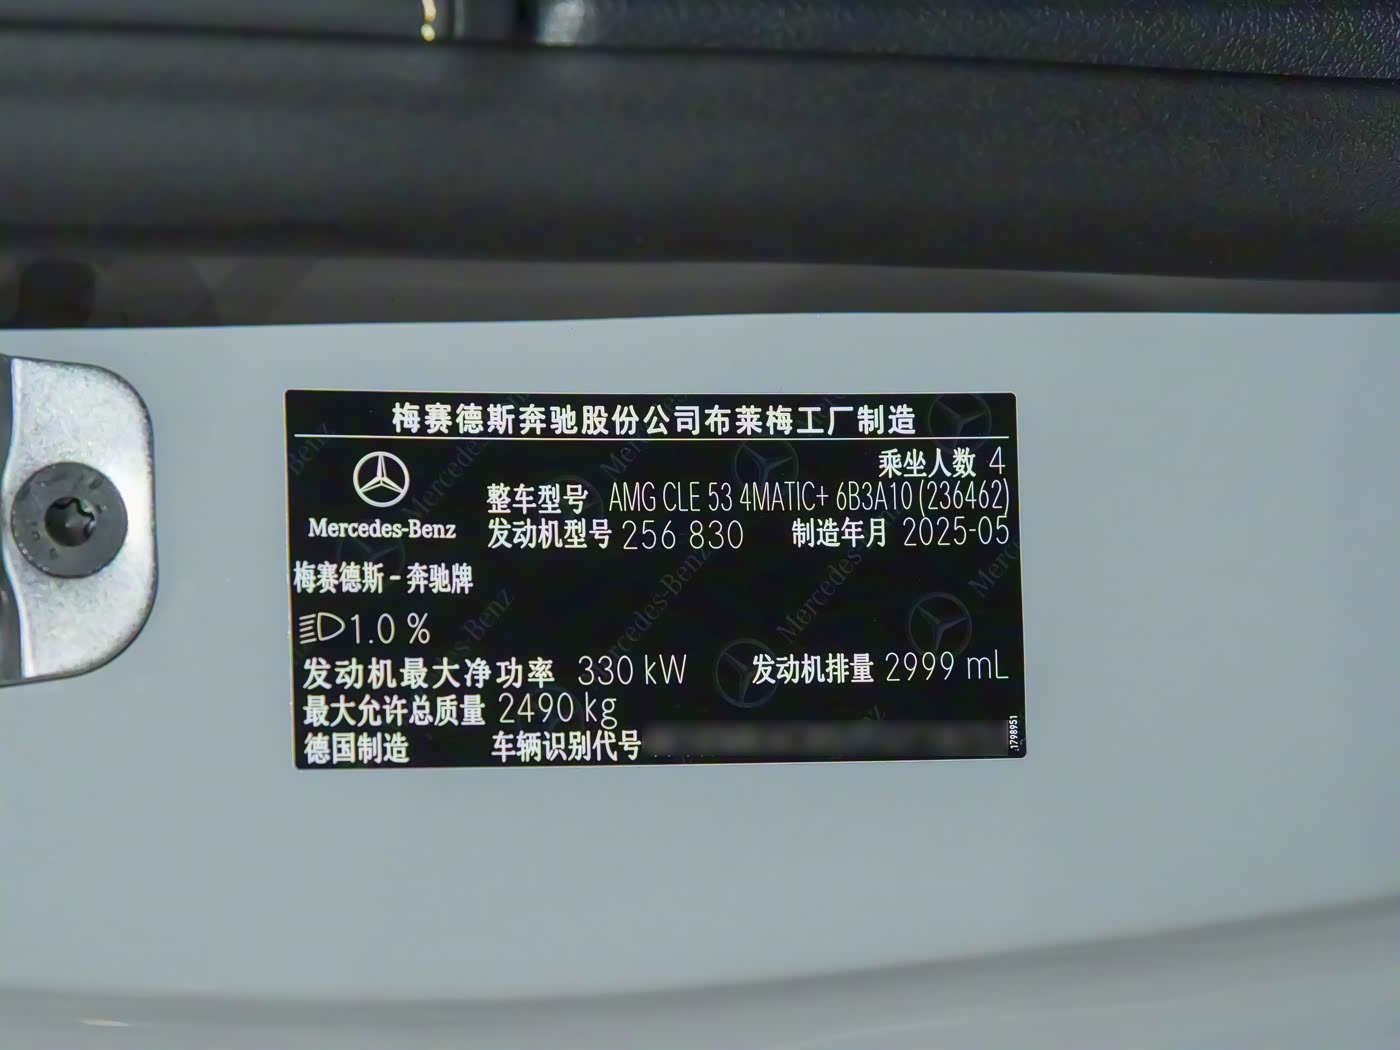 梅赛德斯奔驰股份公司布莱梅工厂制造
乘坐人数 4
整车型号 AMG CLE 53 4MATIC+ 6B3A10 (236462)
Mercedes-Benz
发动机型号 256 830 制造年月 2025-05
梅赛德斯-奔驰牌
1.0 %
发动机最大净功率 330 kW 发动机排量 2999 mL
最大允许总质量 2490 kg
德国制造 车辆识别代号
1798951